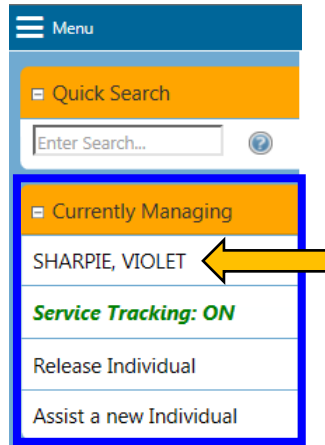 Menu
Quick Search
Enter Search...
Currently Managing
SHARPIE, VIOLET
Service Tracking: ON
Release Individual
Assist a new Individual